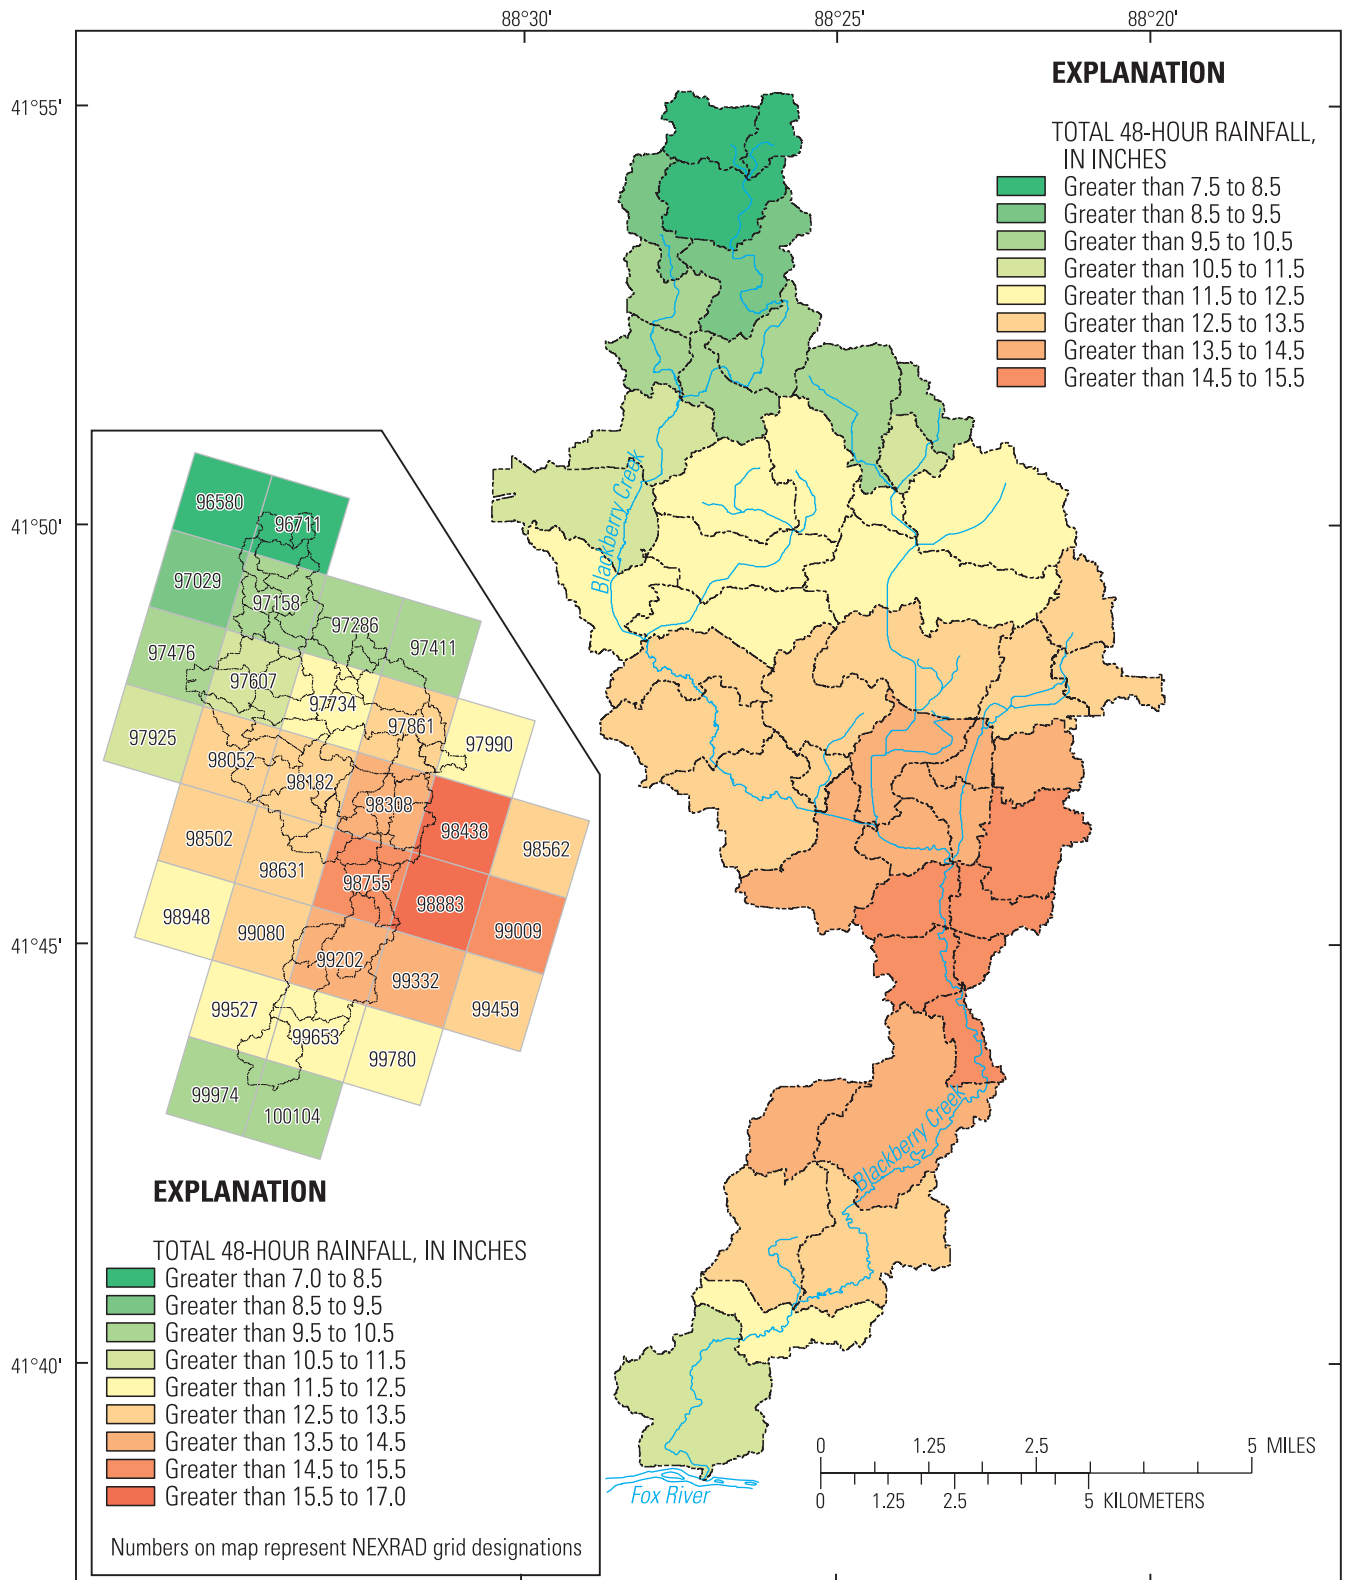 88°30'
88°25'
88°20'
41°55'
41°50'
41°45'
41°40'
EXPLANATION
TOTAL 48-HOUR RAINFALL,
IN INCHES
Greater than 7.5 to 8.5
Greater than 8.5 to 9.5
Greater than 9.5 to 10.5
Greater than 10.5 to 11.5
Greater than 11.5 to 12.5
Greater than 12.5 to 13.5
Greater than 13.5 to 14.5
Greater than 14.5 to 15.5
Blackberry Creek
Blackberry Creek
Fox River
96580
96711
97029
97158
97286
97411
97476
97607
97734
97861
97990
97925
98052
98182
98308
98438
98562
98502
98631
98755
98883
99009
98948
99080
99202
99332
99459
99527
99653
99780
99974
100104
EXPLANATION
TOTAL 48-HOUR RAINFALL, IN INCHES
Greater than 7.0 to 8.5
Greater than 8.5 to 9.5
Greater than 9.5 to 10.5
Greater than 10.5 to 11.5
Greater than 11.5 to 12.5
Greater than 12.5 to 13.5
Greater than 13.5 to 14.5
Greater than 14.5 to 15.5
Greater than 15.5 to 17.0
Numbers on map represent NEXRAD grid designations
0 1.25 2.5 5 MILES
0 1.25 2.5 5 KILOMETERS